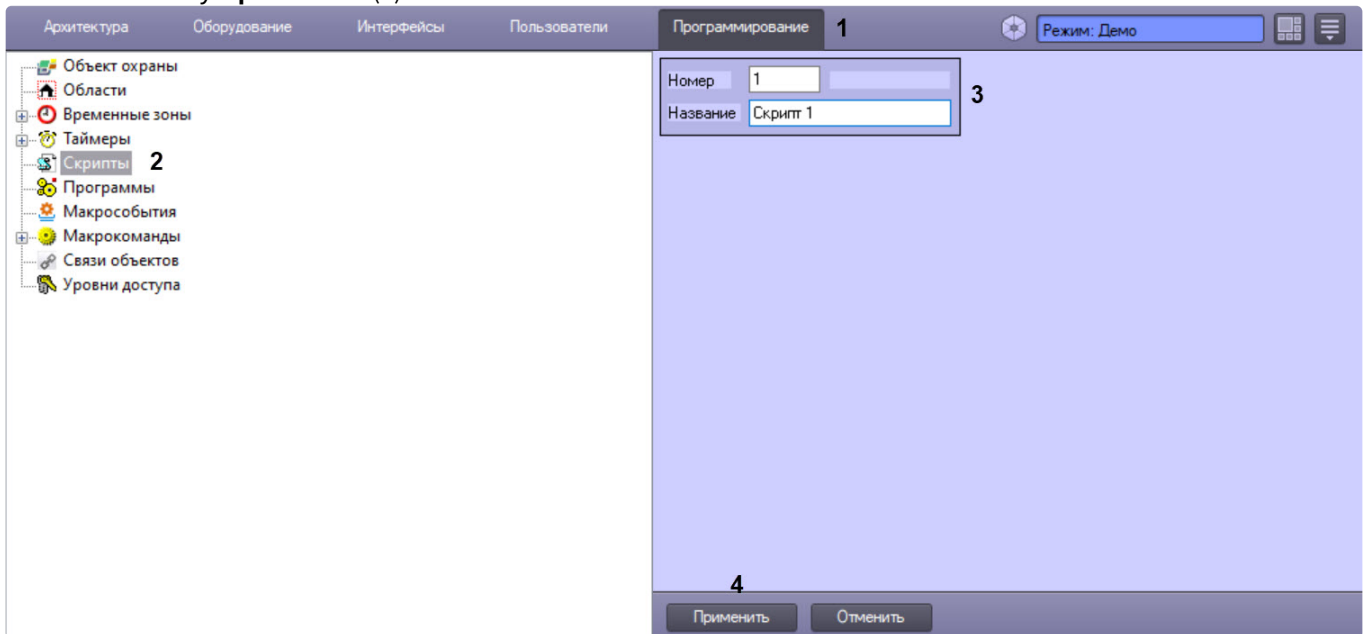 Архитектура Оборудование Интерфейсы Пользователи Программирование 1 Режим: Демо
Объект охраны
Области
Временные зоны
Таймеры
Скрипты 2
Программы
Макрособытия
Макрокоманды
Связи объектов
Уровни доступа
Номер 1
Название Скрипт 1
3
4
Применить Отменить